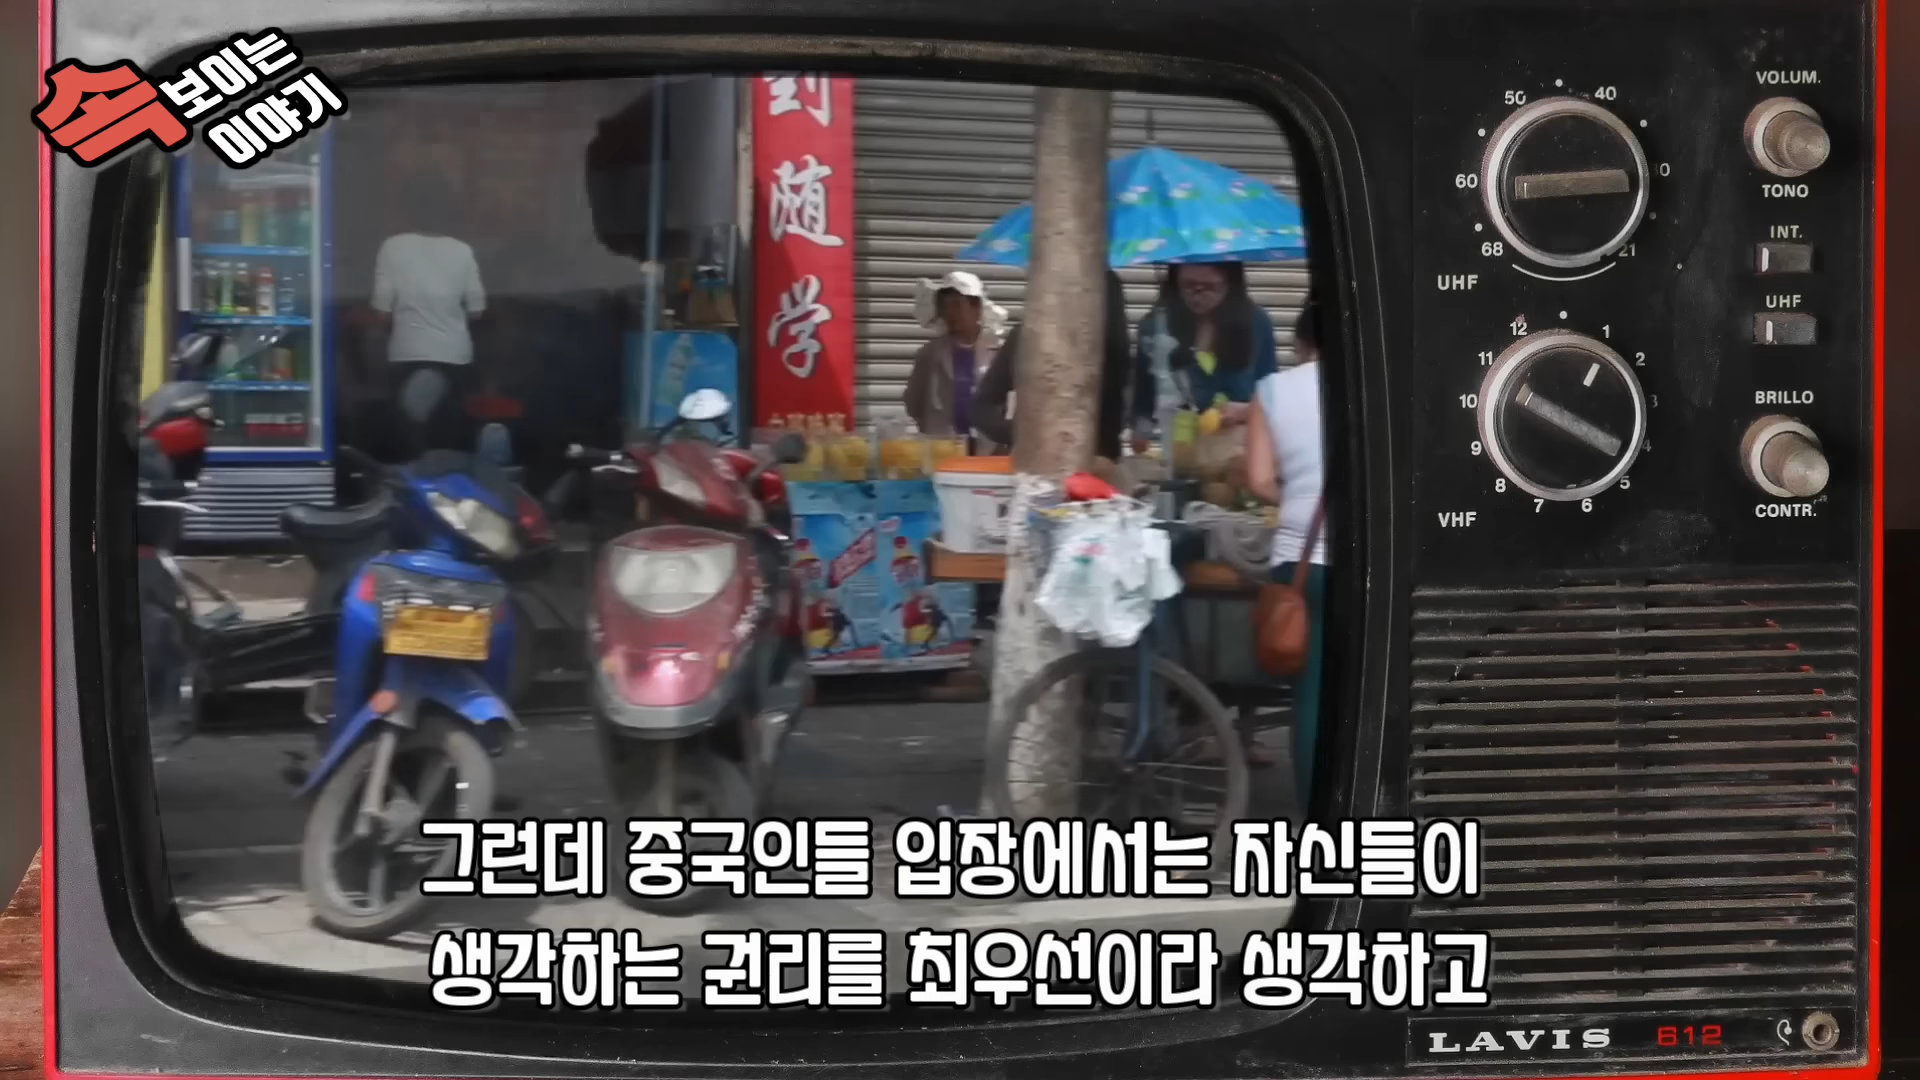 속
보이는
이야기
到
随
学
50
40
60
68
21
UHF
VOLUM.
TONO
INT.
UHF
12
1
11
2
10
3
9
4
8
7
6
5
VHF
BRILLO
CONTR.
그런데 중국인들 입장에서는 자신들이
생각하는 권리를 최우선이라 생각하고
LAVIS 612